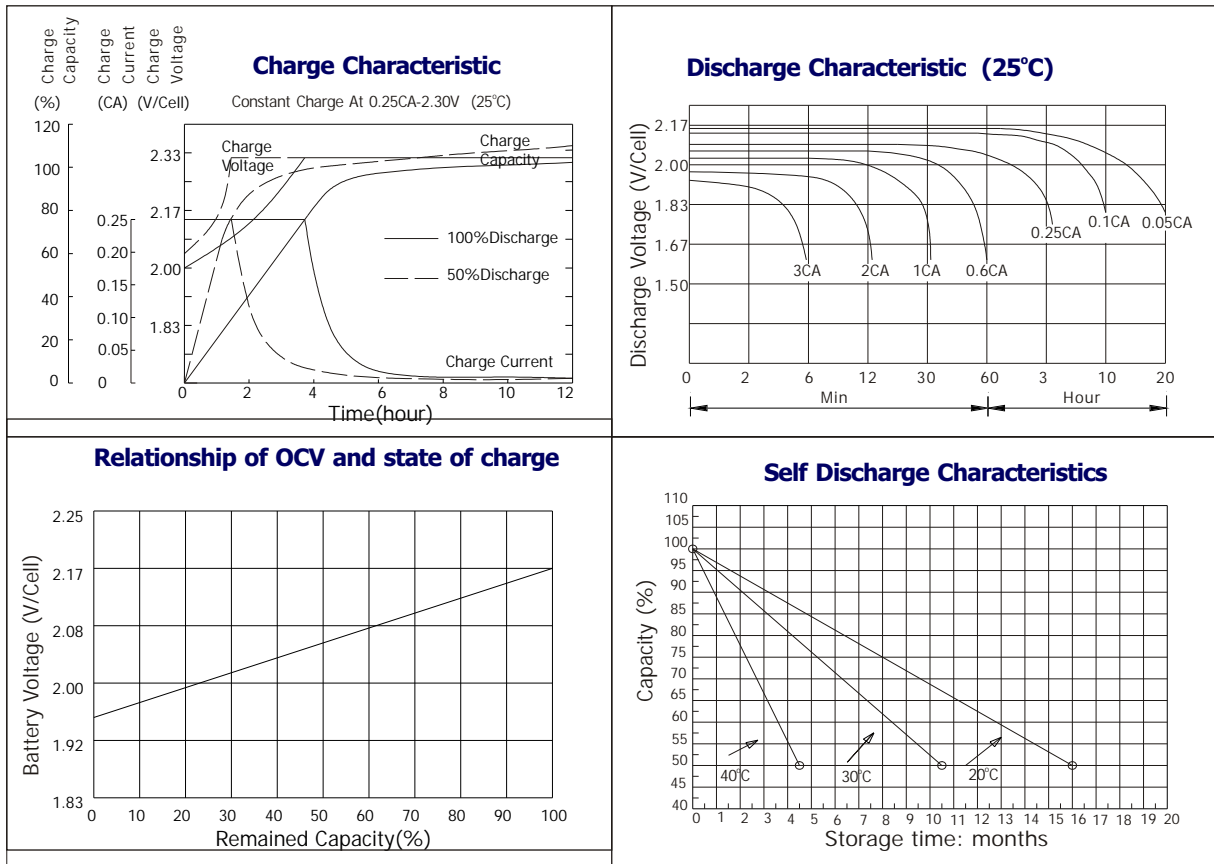 Charge Capacity
Charge Current
Charge Voltage
(%)
(CA)
(V/Cell)
Charge Characteristic
Constant Charge At 0.25CA-2.30V (25°C)
120
100
80
60
40
20
0
0.25
0.20
0.15
0.10
0.05
0
2.33
2.17
2.00
1.83
Charge Voltage
Charge Capacity
100%Discharge
50%Discharge
Charge Current
0 2 4 6 8 10 12
Time(hour)
Discharge Characteristic (25°C)
Discharge Voltage (V/Cell)
2.17
2.00
1.83
1.67
1.50
3CA
2CA
1CA
0.6CA
0.25CA
0.1CA
0.05CA
0 2 6 12 30 60 3 10 20
Min
Hour
Relationship of OCV and state of charge
Battery Voltage (V/Cell)
2.25
2.17
2.08
2.00
1.92
1.83
0 10 20 30 40 50 60 70 80 90 100
Remained Capacity(%)
Self Discharge Characteristics
Capacity (%)
110
105
100
95
90
85
80
75
70
65
60
55
50
45
40
40°C
30°C
20°C
0 1 2 3 4 5 6 7 8 9 10 11 12 13 14 15 16 17 18 19 20
Storage time: months